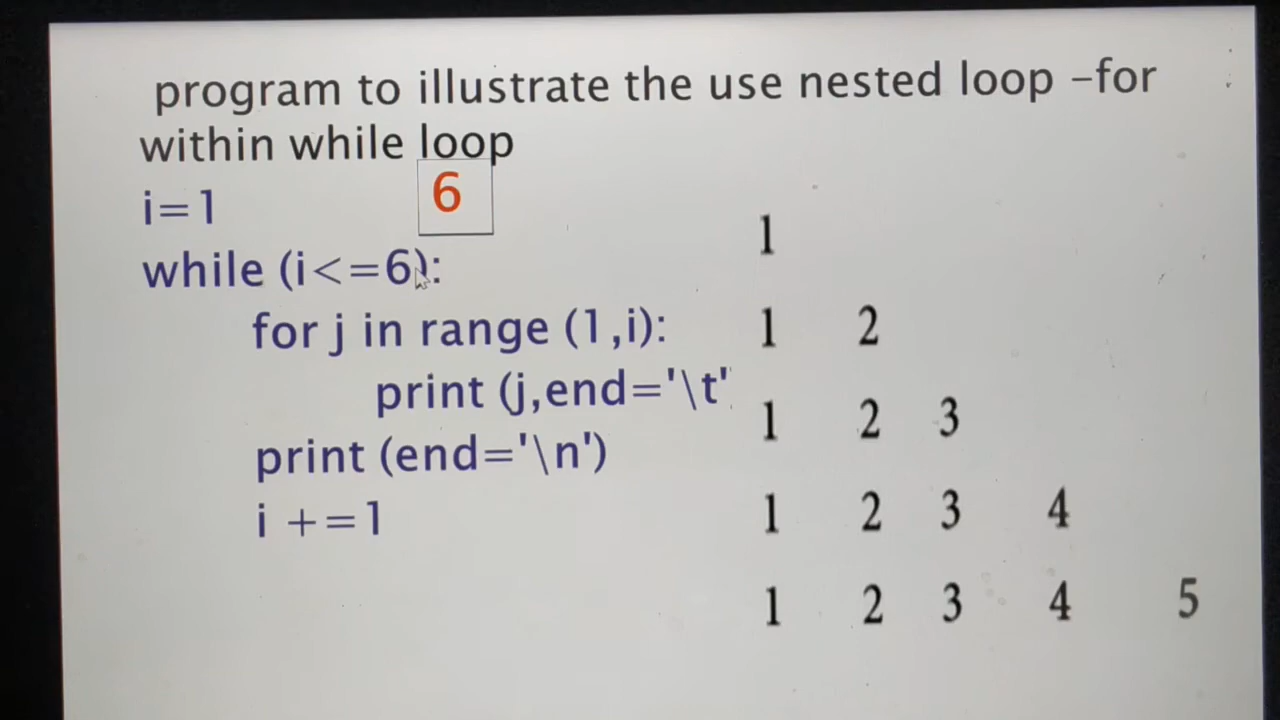 program to illustrate the use nested loop -for
within while loop
i=1
6
while (i<=6):
for j in range (1,i):
print (j,end='\t'
print (end='\n')
i +=1
1
1 2
1 2 3
1 2 3 4
1 2 3 4 5